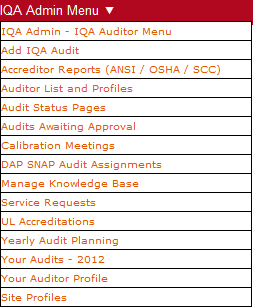 IQA Admin Menu ▼
IQA Admin - IQA Auditor Menu
Add IQA Audit
Accreditor Reports (ANSI / OSHA / SCC)
Auditor List and Profiles
Audit Status Pages
Audits Awaiting Approval
Calibration Meetings
DAP SNAP Audit Assignments
Manage Knowledge Base
Service Requests
UL Accreditations
Yearly Audit Planning
Your Audits - 2012
Your Auditor Profile
Site Profiles